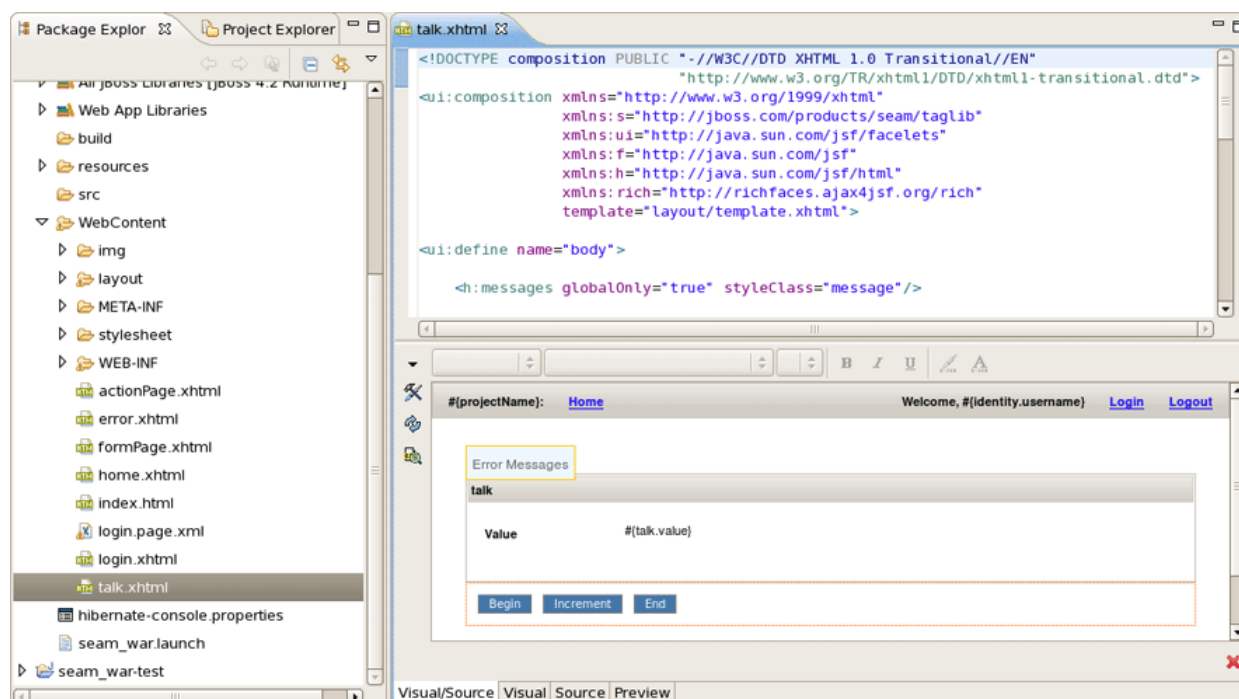 Package Explor
Project Explorer
All JBoss Libraries [JBoss 4.2 Runtime]
Web App Libraries
build
resources
src
WebContent
img
layout
META-INF
stylesheet
WEB-INF
actionPage.xhtml
error.xhtml
formPage.xhtml
home.xhtml
index.html
login.page.xml
login.xhtml
talk.xhtml
hibernate-console.properties
seam_war.launch
seam_war-test
talk.xhtml
<!DOCTYPE composition PUBLIC "-//W3C//DTD XHTML 1.0 Transitional//EN"
"http://www.w3.org/TR/xhtml1/DTD/xhtml1-transitional.dtd">
<ui:composition xmlns="http://www.w3.org/1999/xhtml"
xmlns:s="http://jboss.com/products/seam/taglib"
xmlns:ui="http://java.sun.com/jsf/facelets"
xmlns:f="http://java.sun.com/jsf"
xmlns:h="http://java.sun.com/jsf/html"
xmlns:rich="http://richfaces.ajax4jsf.org/rich"
template="layout/template.xhtml">
<ui:define name="body">
<h:messages globalOnly="true" styleClass="message"/>
B I U A
#{projectName}: Home Welcome, #{identity.username} Login Logout
Error Messages
talk
Value #{talk.value}
Begin Increment End
Visual/Source Visual Source Preview